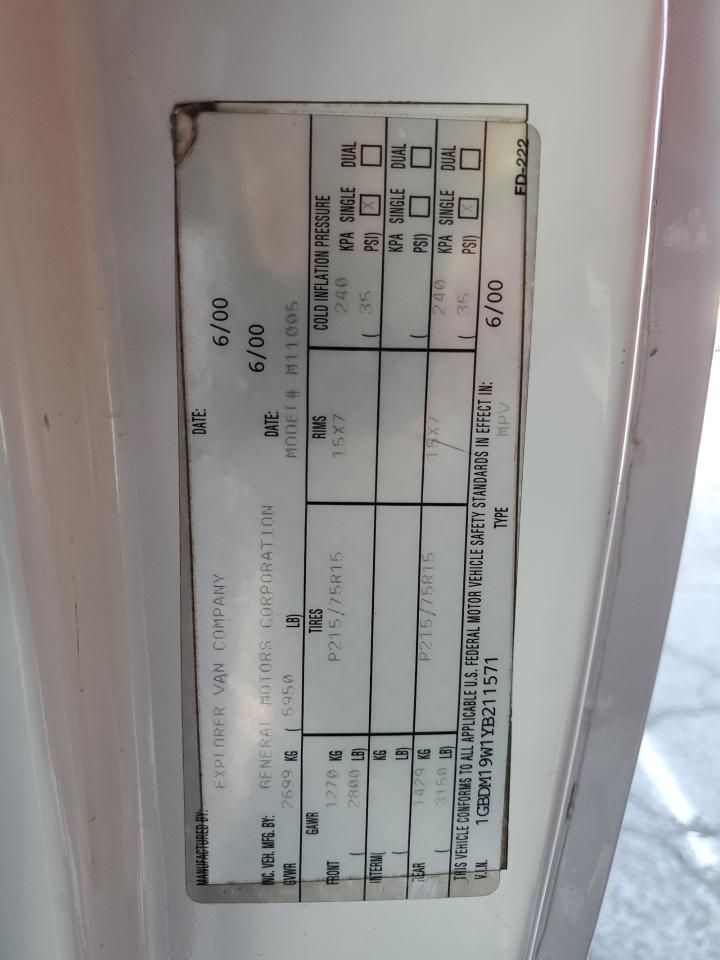 MANUFACTURED BY: EXPLORER VAN COMPANY DATE: 6/00
INC. VEH. MFG. BY: GENERAL MOTORS CORPORATION DATE: 6/00
GVWR 2699 KG ( 5950 LB) MODEL# M11005
GAWR TIRES RIMS COLD INFLATION PRESSURE
FRONT 1270 KG P215/75R15 15X7 240 KPA SINGLE DUAL
( 2800 LB) ( 35 PSI) X
INTERM( KG KPA SINGLE DUAL
( LB) ( PSI)
REAR 1429 KG P215/75R15 15X7 240 KPA SINGLE DUAL
( 3150 LB) ( 35 PSI) X
THIS VEHICLE CONFORMS TO ALL APPLICABLE U.S. FEDERAL MOTOR VEHICLE SAFETY STANDARDS IN EFFECT IN: 6/00
V.I.N. 1GBDM19W1YB211571 TYPE MPV
FD-222